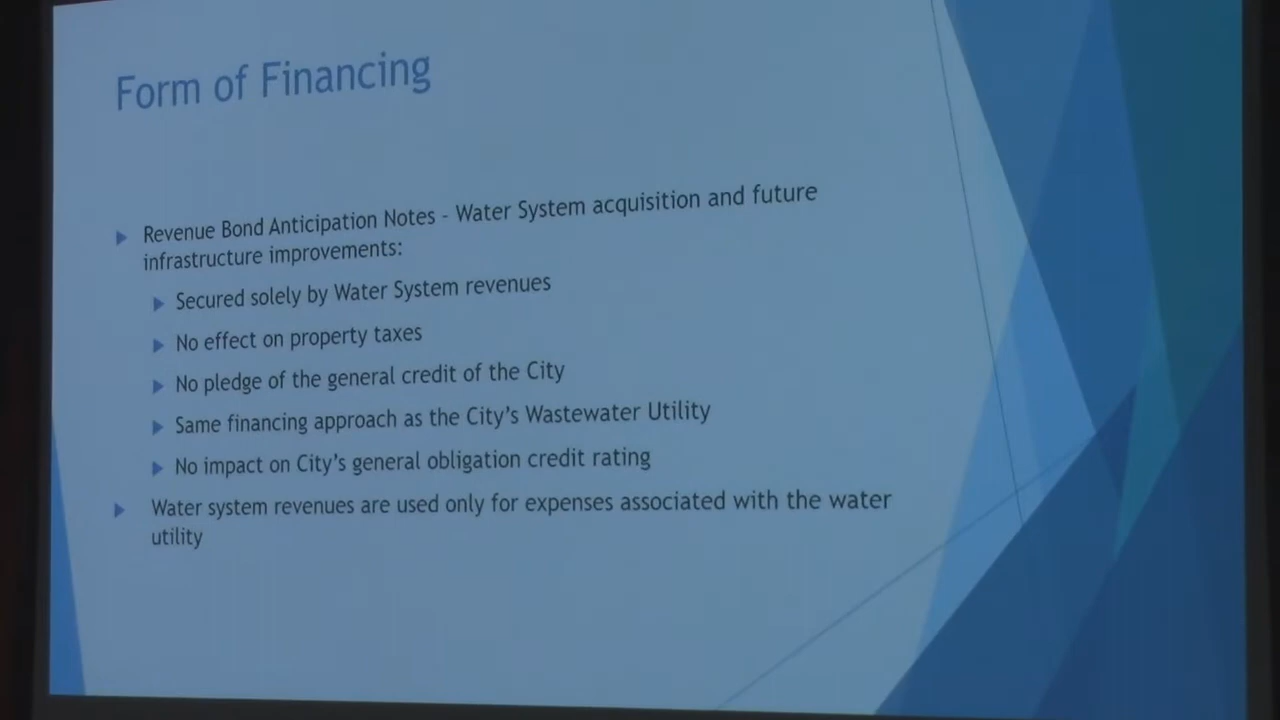 Form of Financing
Revenue Bond Anticipation Notes - Water System acquisition and future
infrastructure improvements:
Secured solely by Water System revenues
No effect on property taxes
No pledge of the general credit of the City
Same financing approach as the City's Wastewater Utility
No impact on City's general obligation credit rating
Water system revenues are used only for expenses associated with the water
utility